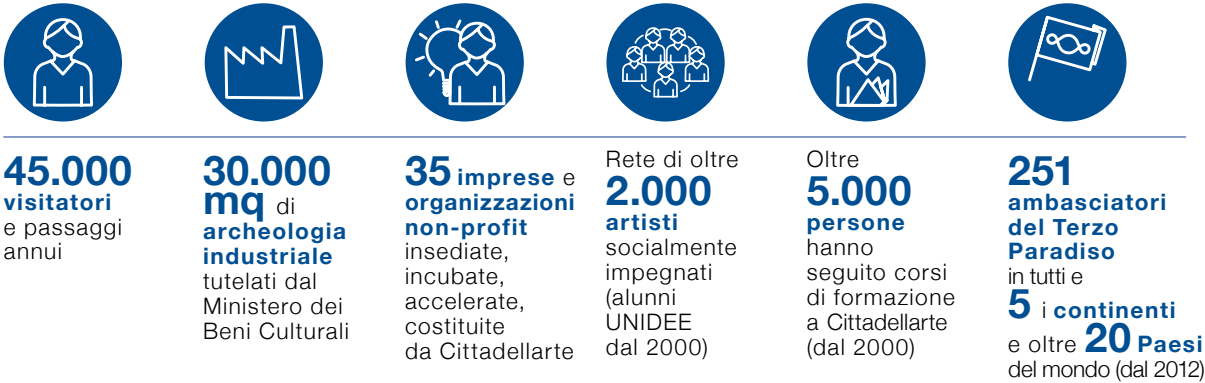 45.000
visitatori
e passaggi
annui
30.000
mq di
archeologia
industriale
tutelati dal
Ministero dei
Beni Culturali
35 imprese e
organizzazioni
non-profit
insediate,
incubate,
accelerate,
costituite
da Cittadellarte
Rete di oltre
2.000
artisti
socialmente
impegnati
(alunni
UNIDEE
dal 2000)
Oltre
5.000
persone
hanno
seguito corsi
di formazione
a Cittadellarte
(dal 2000)
251
ambasciatori
del Terzo
Paradiso
in tutti e
5 i continenti
e oltre 20 Paesi
del mondo (dal 2012)